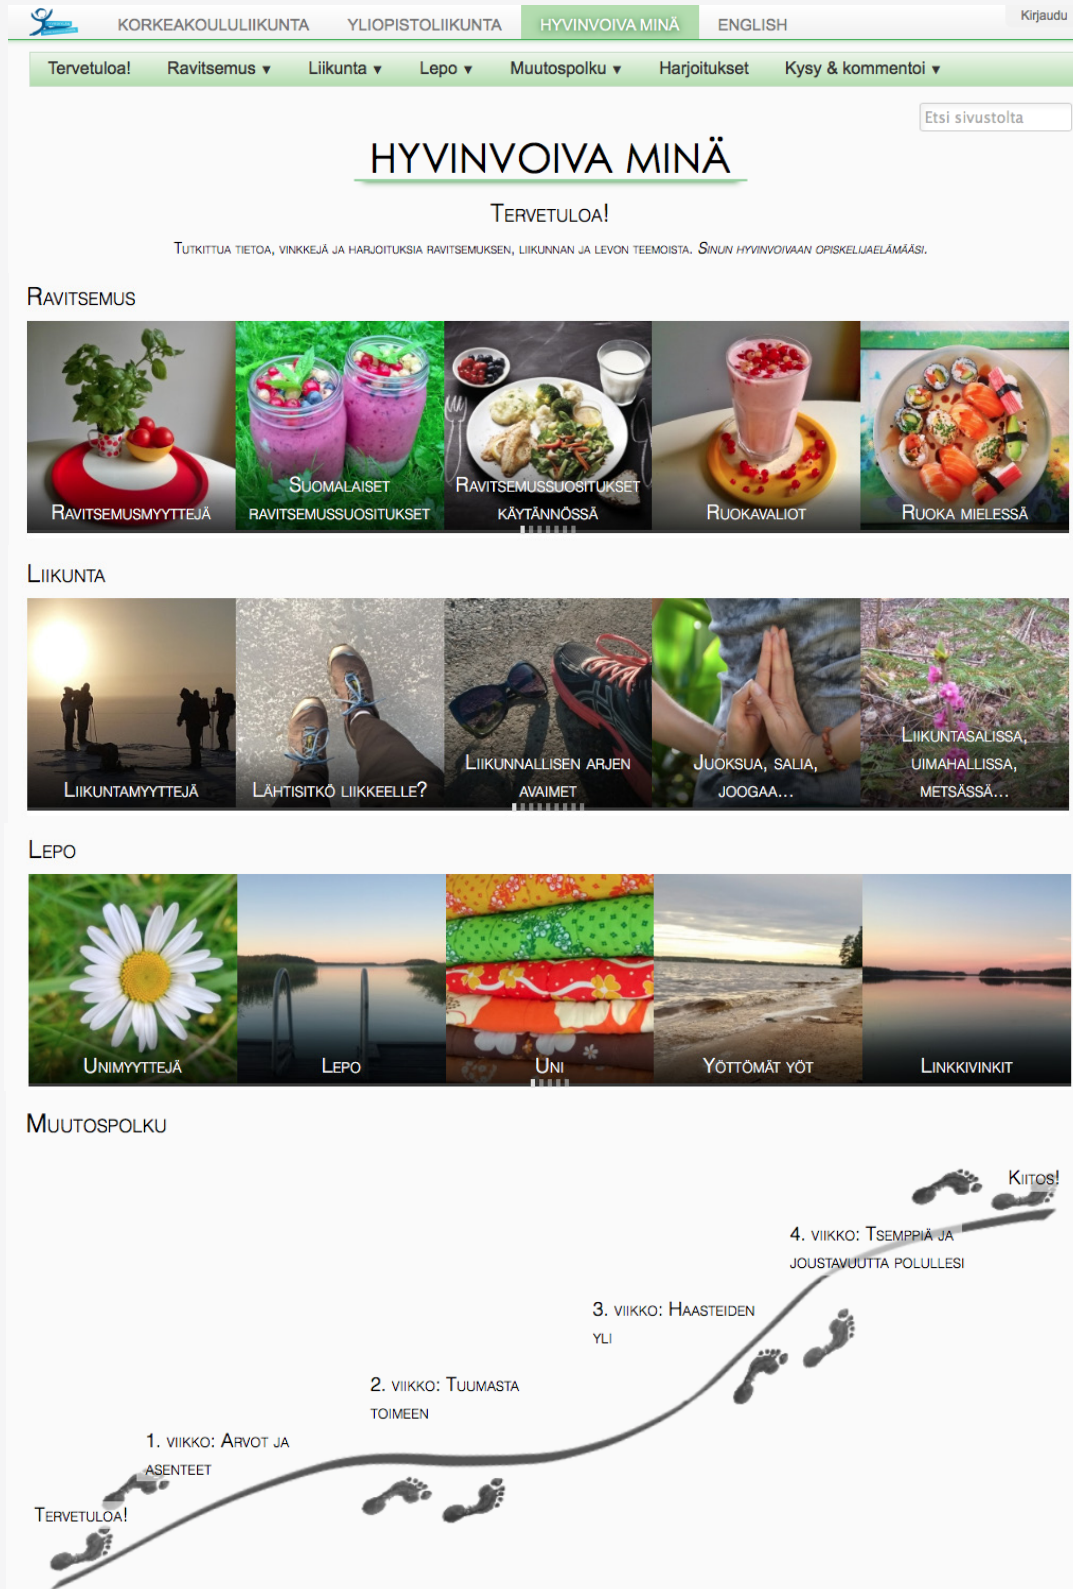 KORKEAKOULULIIKUNTA YLIOPISTOLIIKUNTA HYVINVOIVA MINÄ ENGLISH Kirjaudu
Tervetuloa! Ravitsemus ▼ Liikunta ▼ Lepo ▼ Muutospolku ▼ Harjoitukset Kysy & kommentoi ▼
Etsi sivustolta
HYVINVOIVA MINÄ
Tervetuloa!
Tutkittua tietoa, vinkkejä ja harjoituksia ravitsemuksen, liikunnan ja levon teemoista. Sinun hyvinvoivaan opiskelijaelämääsi.
Ravitsemus
Ravitsemusmyyttejä
Suomalaiset
ravitsemussuositukset
Ravitsemussuositukset
käytännössä
Ruokavaliot
Ruoka mielessä
Liikunta
Liikuntamyyttejä
Lähtisitkö liikkeelle?
Liikunnallisen arjen
avaimet
Juoksua, salia,
joogaa...
Liikuntasalissa,
uimahallissa,
metsässä...
Lepo
Unimyyttejä
Lepo
Uni
Yöttömät yöt
Linkkivinkit
Muutospolku
Kiitos!
4. viikko: Tsemppiä ja
joustavuutta polullesi
3. viikko: Haasteiden
yli
2. viikko: Tuumasta
toimeen
1. viikko: Arvot ja
asenteet
Tervetuloa!